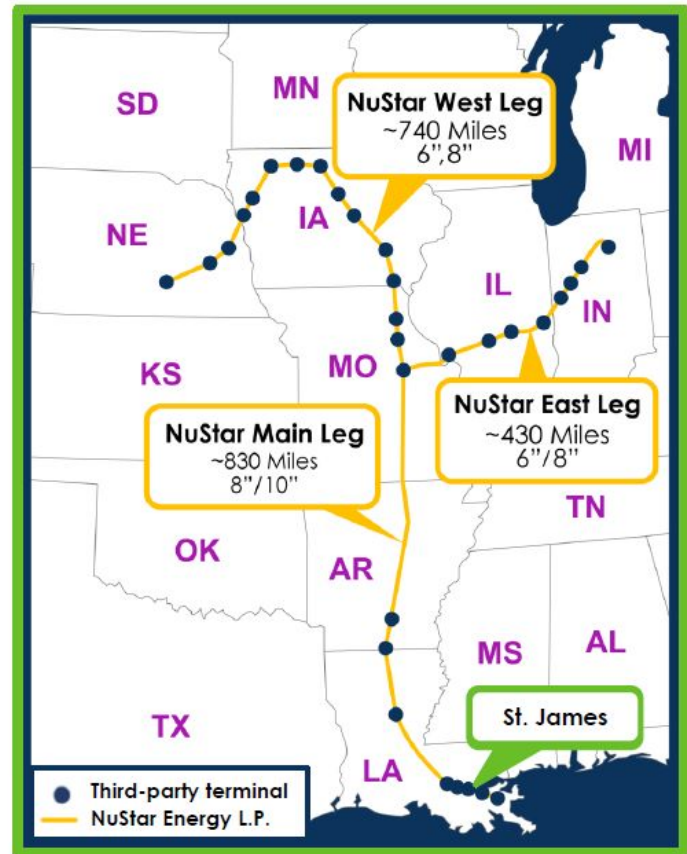 SD
MN
NuStar West Leg
~740 Miles
6”,8”
MI
NE
IA
IL
IN
KS
MO
NuStar Main Leg
~830 Miles
8”/10”
NuStar East Leg
~430 Miles
6”/8”
TN
OK
AR
MS
AL
TX
LA
St. James
Third-party terminal
NuStar Energy L.P.